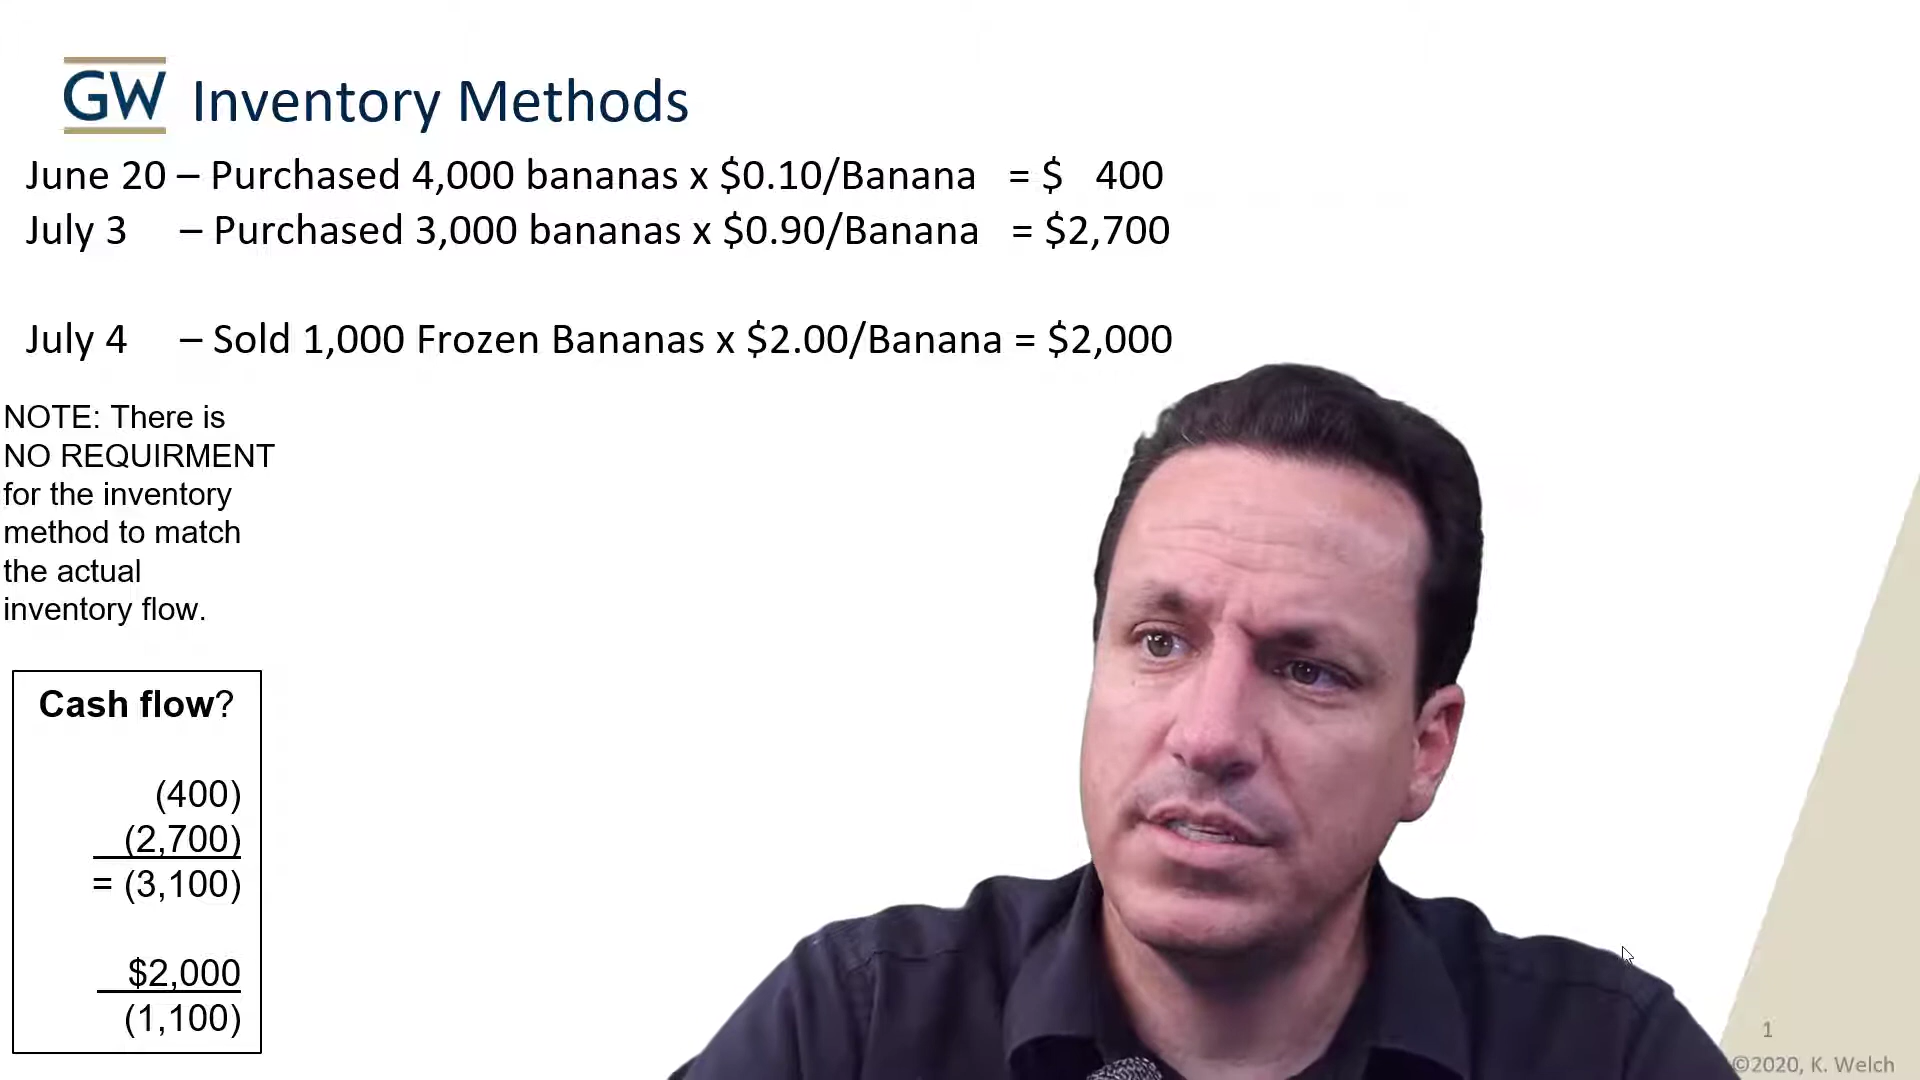 GW Inventory Methods
June 20 – Purchased 4,000 bananas x $0.10/Banana = $ 400
July 3 – Purchased 3,000 bananas x $0.90/Banana = $2,700
July 4 – Sold 1,000 Frozen Bananas x $2.00/Banana = $2,000
NOTE: There is
NO REQUIRMENT
for the inventory
method to match
the actual
inventory flow.
Cash flow?
(400)
(2,700)
= (3,100)
$2,000
(1,100)
1
©2020, K. Welch